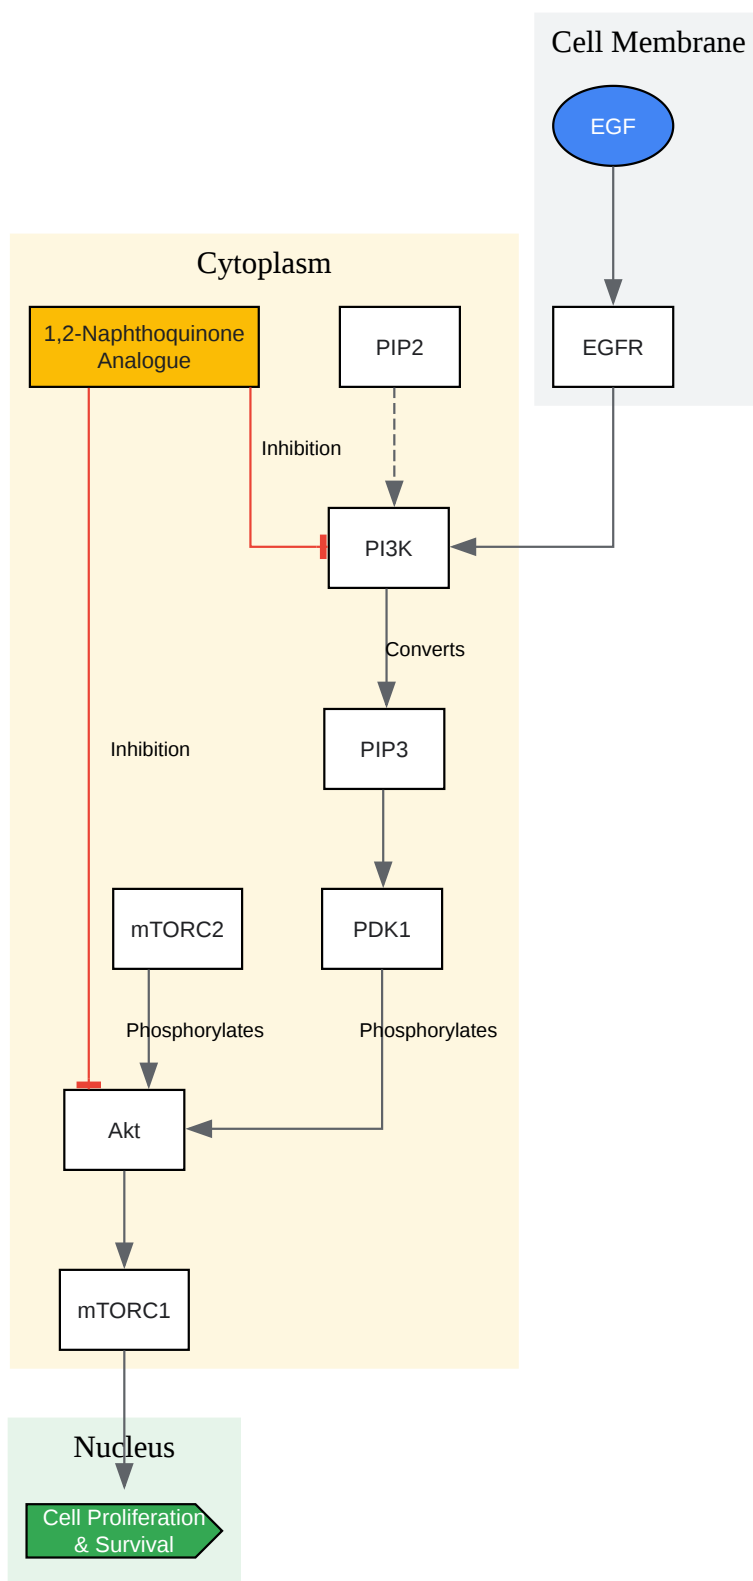 Cell Membrane
EGF
Cytoplasm
1,2-Naphthoquinone
Analogue
PIP2
EGFR
Inhibition
PI3K
Converts
Inhibition
PIP3
mTORC2
PDK1
Phosphorylates
Phosphorylates
Akt
mTORC1
Nucleus
Cell Proliferation
& Survival